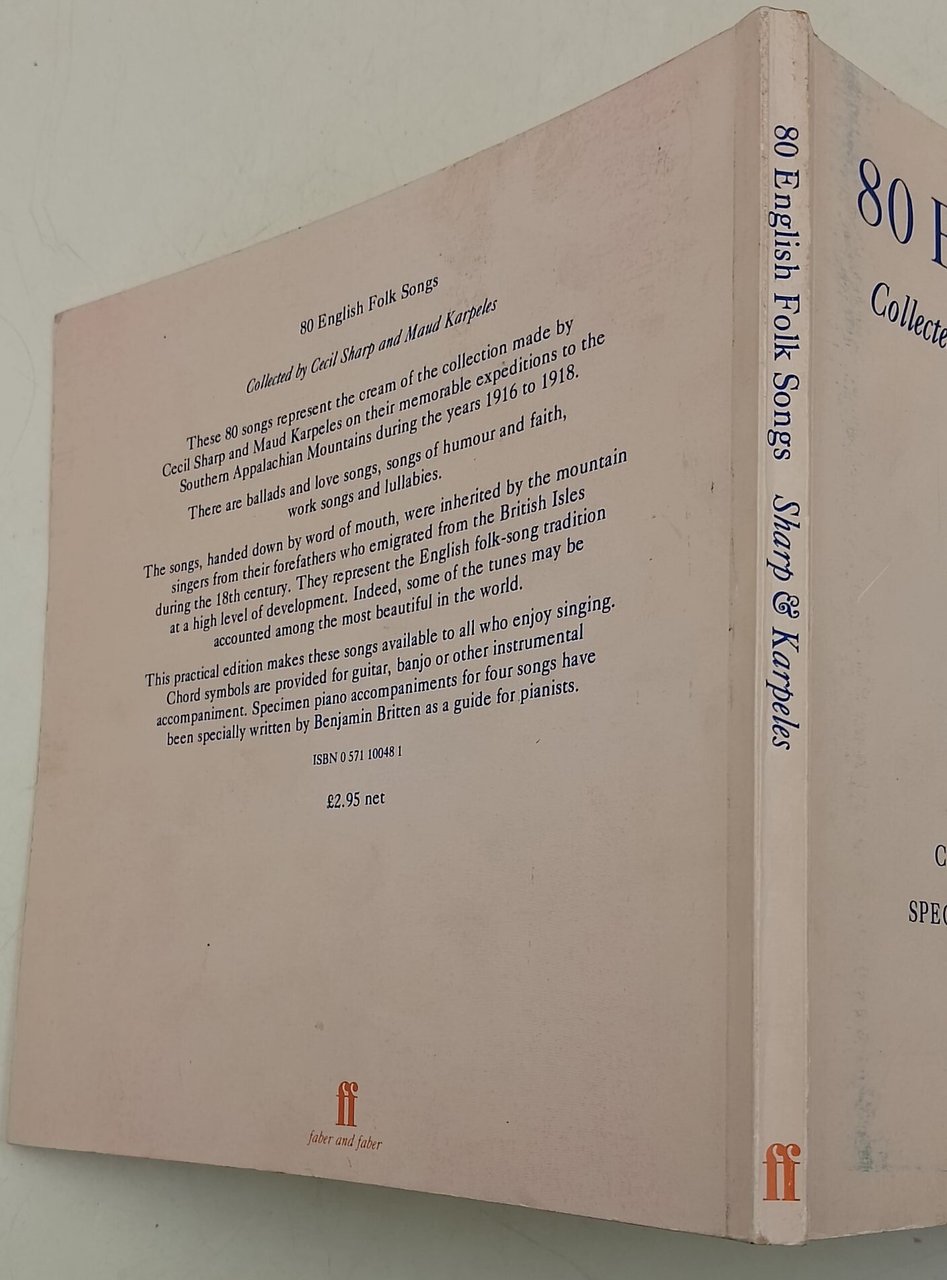 80 English Folk Songs
Collected by Cecil Sharp and Maud Karpeles
These 80 songs represent the cream of the collection made by
Cecil Sharp and Maud Karpeles on their memorable expeditions to the
Southern Appalachian Mountains during the years 1916 to 1918.
There are ballads and love songs, songs of humour and faith,
work songs and lullabies.
The songs, handed down by word of mouth, were inherited by the mountain
singers from their forefathers who emigrated from the British Isles
during the 18th century. They represent the English folk-song tradition
at a high level of development. Indeed, some of the tunes may be
accounted among the most beautiful in the world.
This practical edition makes these songs available to all who enjoy singing.
Chord symbols are provided for guitar, banjo or other instrumental
accompaniment. Specimen piano accompaniments for four songs have
been specially written by Benjamin Britten as a guide for pianists.
ISBN 0 571 10048 1
£2.95 net
ff
faber and faber
80 English Folk Songs Sharp & Karpeles
ff
80